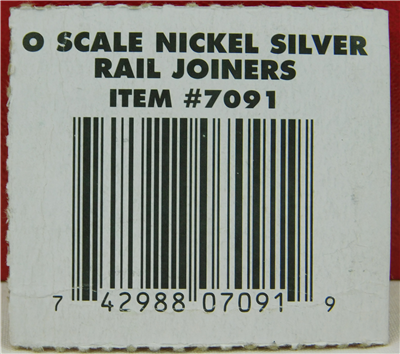 O SCALE NICKEL SILVER
RAIL JOINERS
ITEM #7091
7 42988 07091 9